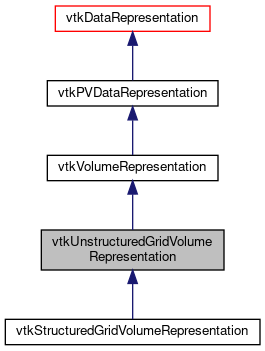 vtkDataRepresentation
vtkPVDataRepresentation
vtkVolumeRepresentation
vtkUnstructuredGridVolume
Representation
vtkStructuredGridVolumeRepresentation